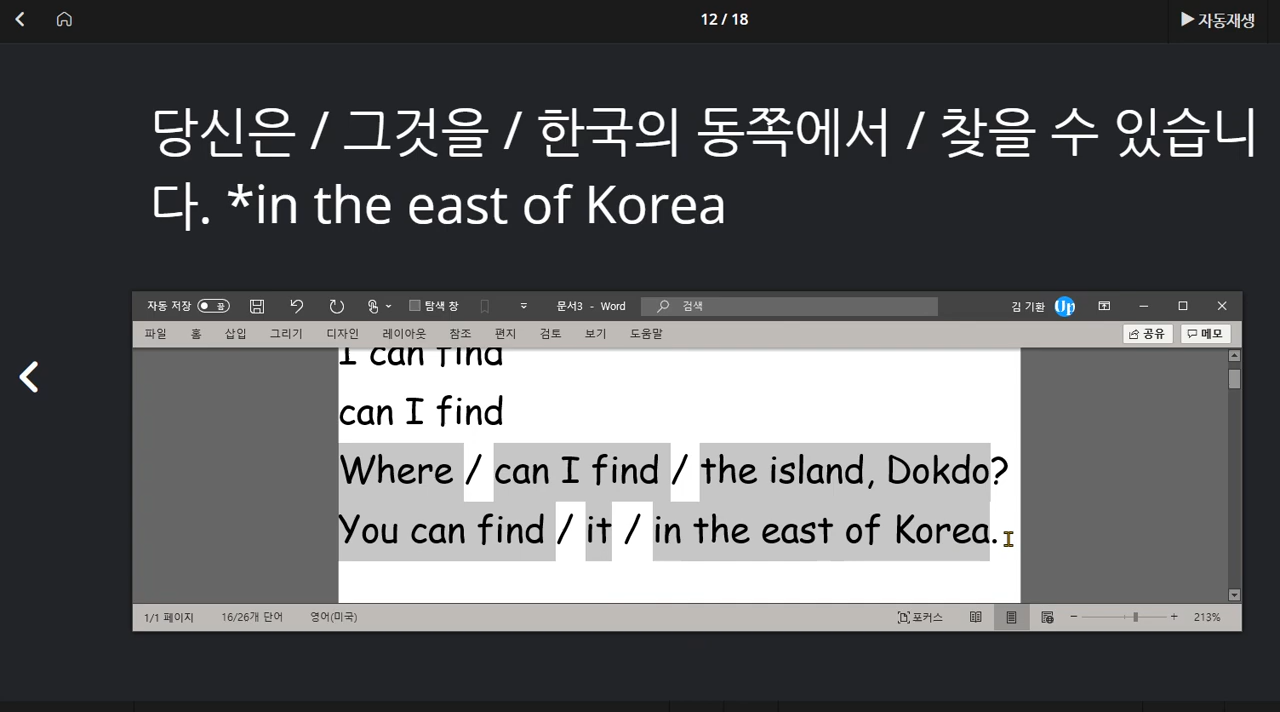 12 / 18
▶ 자동재생
당신은 / 그것을 / 한국의 동쪽에서 / 찾을 수 있습니
다. *in the east of Korea
자동 저장 끔 탐색 창 문서3 - Word 검색 김 기환 Up
파일 홈 삽입 그리기 디자인 레이아웃 참조 편지 검토 보기 도움말 공유 메모
I can find
can I find
Where / can I find / the island, Dokdo?
You can find / it / in the east of Korea.
1/1 페이지 16/26개 단어 영어(미국) 포커스 213%